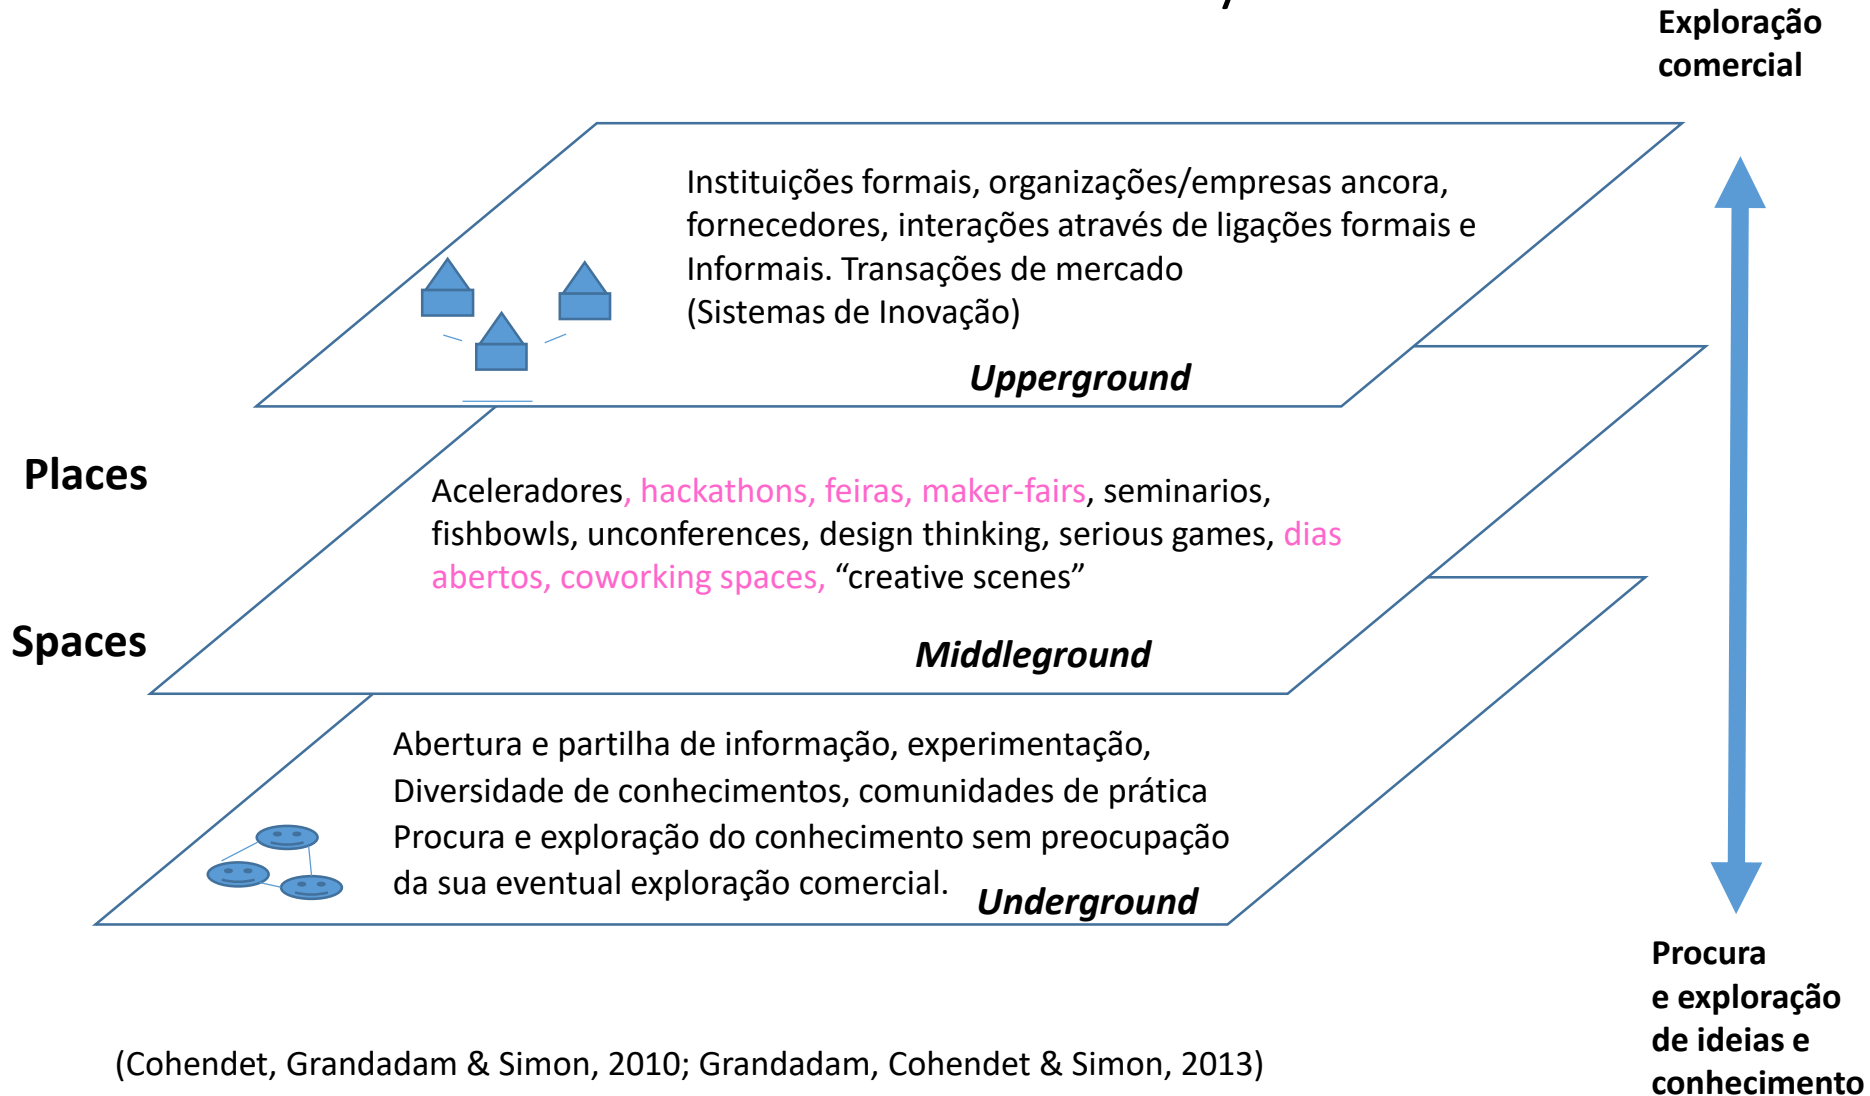 Exploração
comercial
Instituições formais, organizações/empresas ancora,
fornecedores, interações através de ligações formais e
Informais. Transações de mercado
(Sistemas de Inovação)
Upperground
Places
Aceleradores, hackathons, feiras, maker-fairs, seminarios,
fishbowls, unconferences, design thinking, serious games, dias
abertos, coworking spaces, “creative scenes”
Spaces
Middleground
Abertura e partilha de informação, experimentação,
Diversidade de conhecimentos, comunidades de prática
Procura e exploração do conhecimento sem preocupação
da sua eventual exploração comercial.
Underground
Procura
e exploração
de ideias e
conhecimento
(Cohendet, Grandadam & Simon, 2010; Grandadam, Cohendet & Simon, 2013)